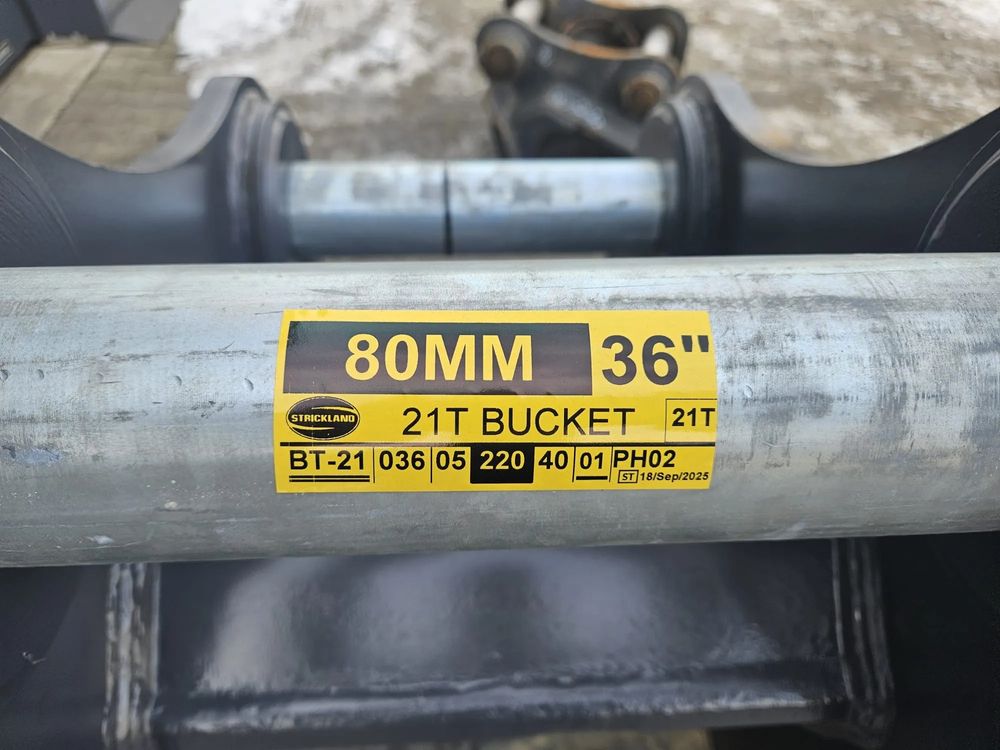 80MM 36"
STRICKLAND 21T BUCKET 21T
BT-21 036 05 220 40 01 PH02
ST 18/Sep/2025